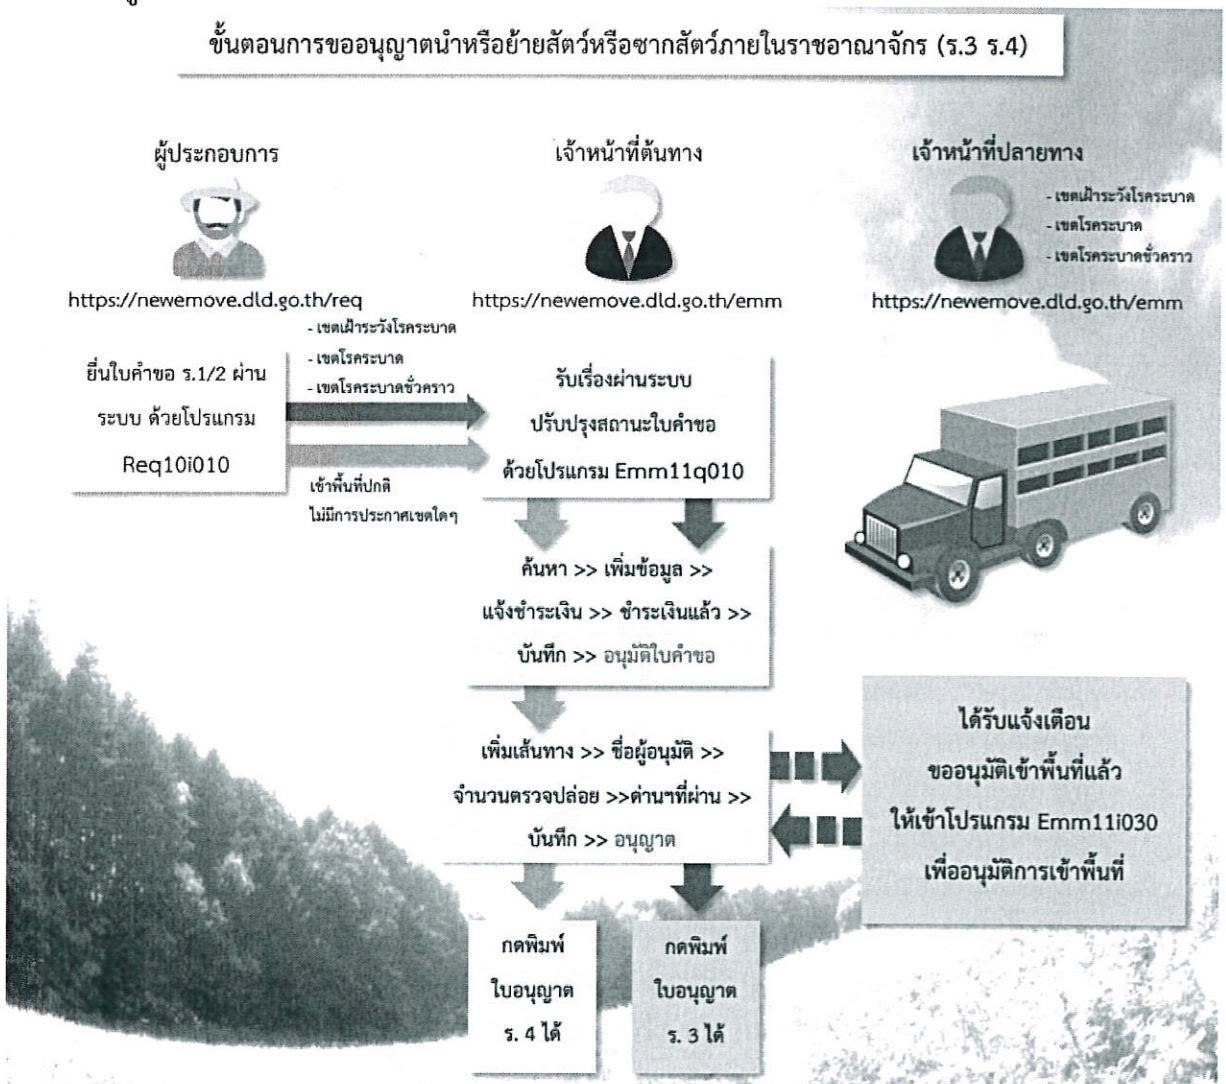 ขั้นตอนการขออนุญาตนำหรือย้ายสัตว์หรือซากสัตว์ภายในราชอาณาจักร (ร.3 ร.4)
ผู้ประกอบการ
https://newemove.dld.go.th/req
เจ้าหน้าที่ต้นทาง
https://newemove.dld.go.th/emm
เจ้าหน้าที่ปลายทาง
- เขตเฝ้าระวังโรคระบาด
- เขตโรคระบาด
- เขตโรคระบาดชั่วคราว
https://newemove.dld.go.th/emm
ยื่นใบคำขอ ร.1/2 ผ่าน
ระบบ ด้วยโปรแกรม
Req10i010
- เขตเฝ้าระวังโรคระบาด
- เขตโรคระบาด
- เขตโรคระบาดชั่วคราว
เข้าพื้นที่ปกติ
ไม่มีการประกาศเขตใดๆ
รับเรื่องผ่านระบบ
ปรับปรุงสถานะใบคำขอ
ด้วยโปรแกรม Emm11q010
ค้นหา >> เพิ่มข้อมูล >>
แจ้งชำระเงิน >> ชำระเงินแล้ว >>
บันทึก >> อนุมัติใบคำขอ
เพิ่มเส้นทาง >> ชื่อผู้อนุมัติ >>
จำนวนตรวจปล่อย >>ด่านฯที่ผ่าน >>
บันทึก >> อนุญาต
ได้รับแจ้งเตือน
ขออนุมัติเข้าพื้นที่แล้ว
ให้เข้าโปรแกรม Emm11i030
เพื่ออนุมัติการเข้าพื้นที่
กดพิมพ์
ใบอนุญาต
ร. 4 ได้
กดพิมพ์
ใบอนุญาต
ร. 3 ได้